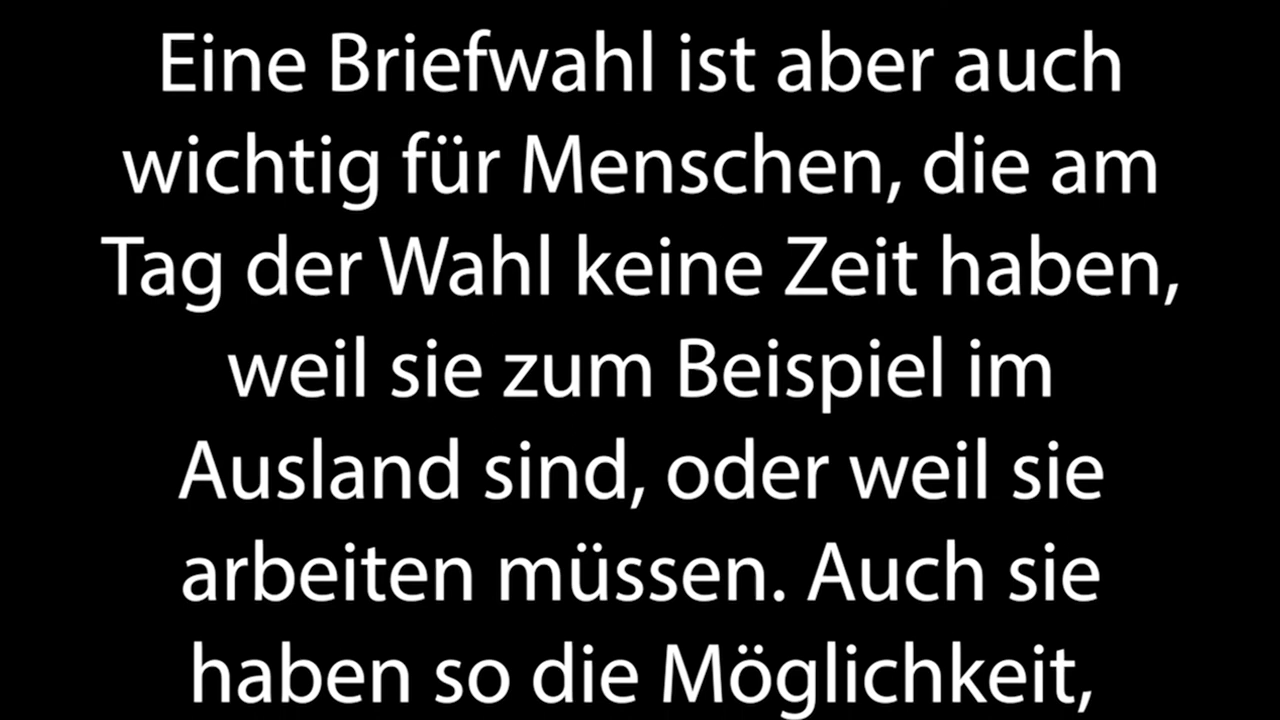 Eine Briefwahl ist aber auch
wichtig für Menschen, die am
Tag der Wahl keine Zeit haben,
weil sie zum Beispiel im
Ausland sind, oder weil sie
arbeiten müssen. Auch sie
haben so die Möglichkeit,